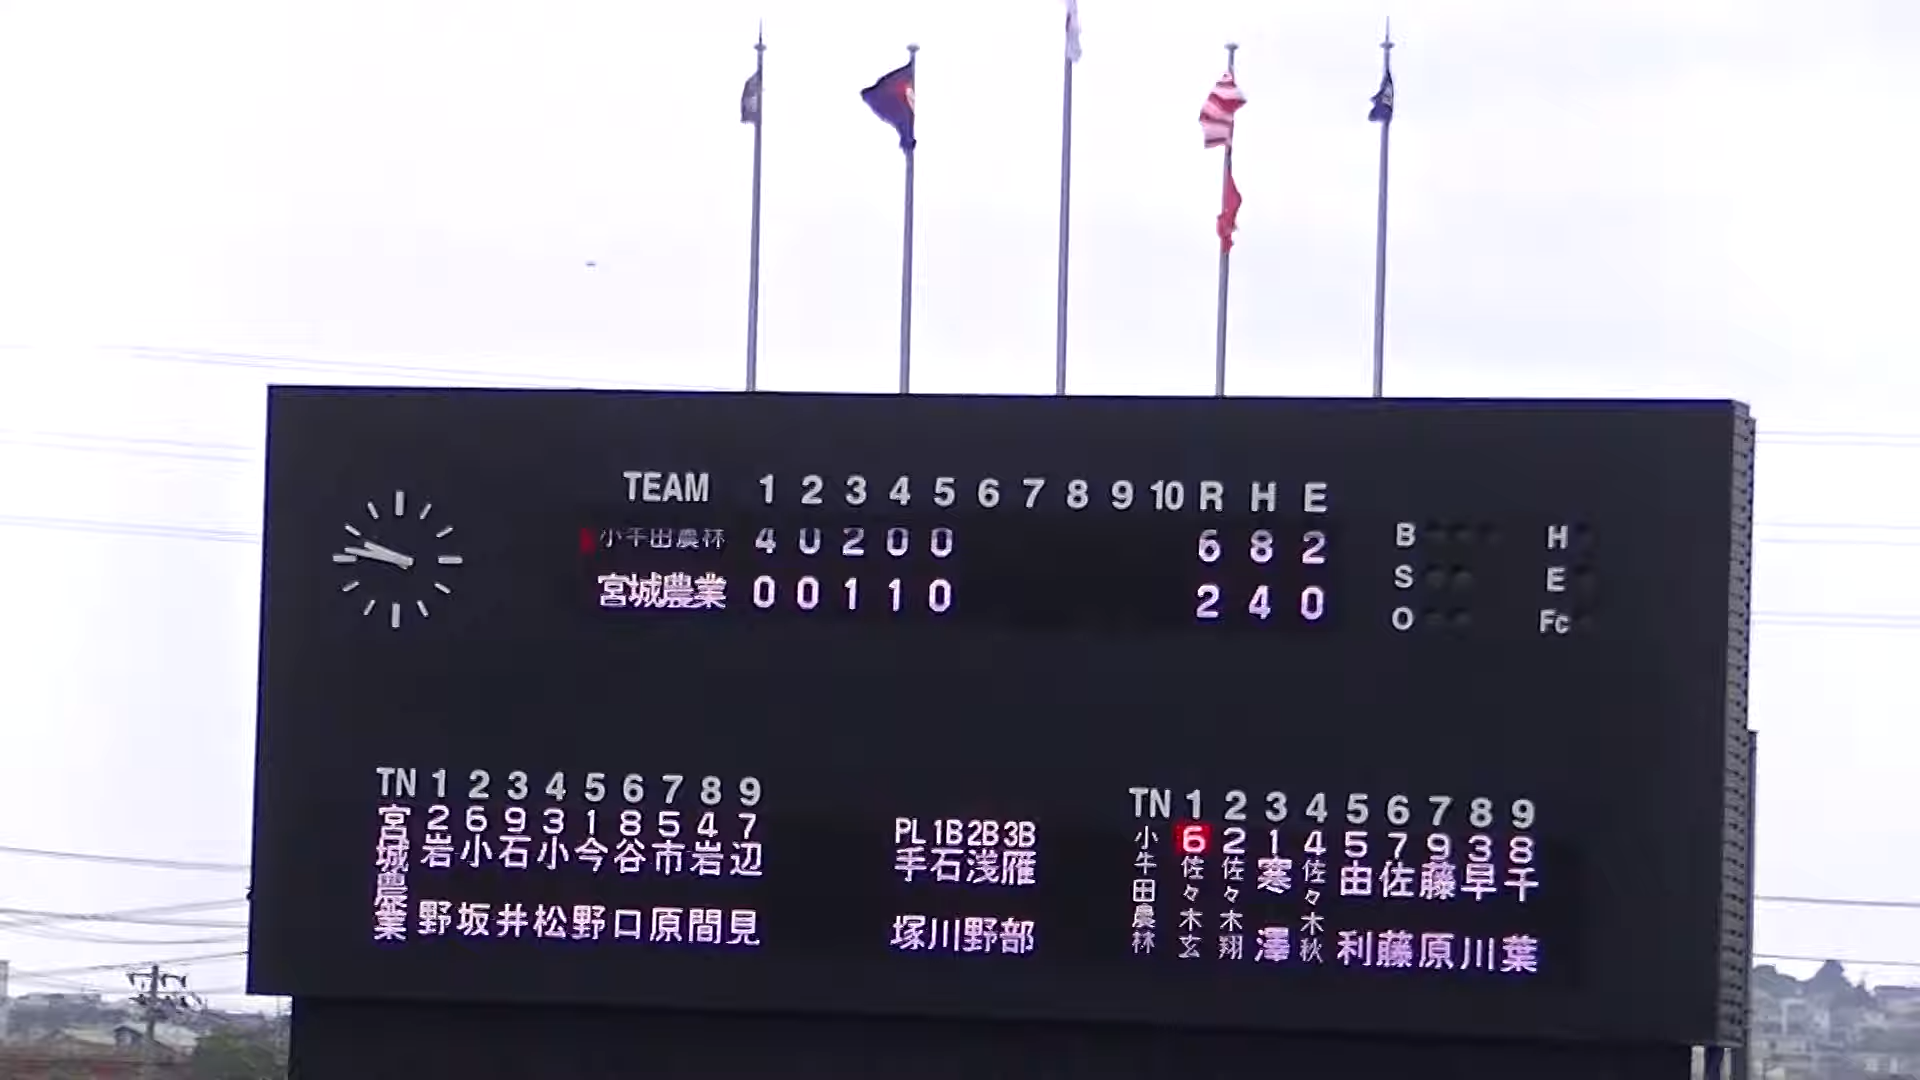 TEAM 1 2 3 4 5 6 7 8 9 10 R H E
小牛田農林 4 0 2 0 0 6 8 2
宮城農業 0 0 1 1 0 2 4 0
B H
S E
O Fc
TN 1 2 3 4 5 6 7 8 9
2 6 9 3 1 8 5 4 7
宮城農業
岩野
小坂
石井
小松
今野
谷口
市原
岩間
辺見
PL 1B 2B 3B
手塚
石川
浅野
雁部
TN 1 2 3 4 5 6 7 8 9
6 2 1 4 5 7 9 3 8
小牛田農林
佐々木玄
佐々木翔
寒澤
佐々木秋
由利
佐藤
藤原
早川
千葉